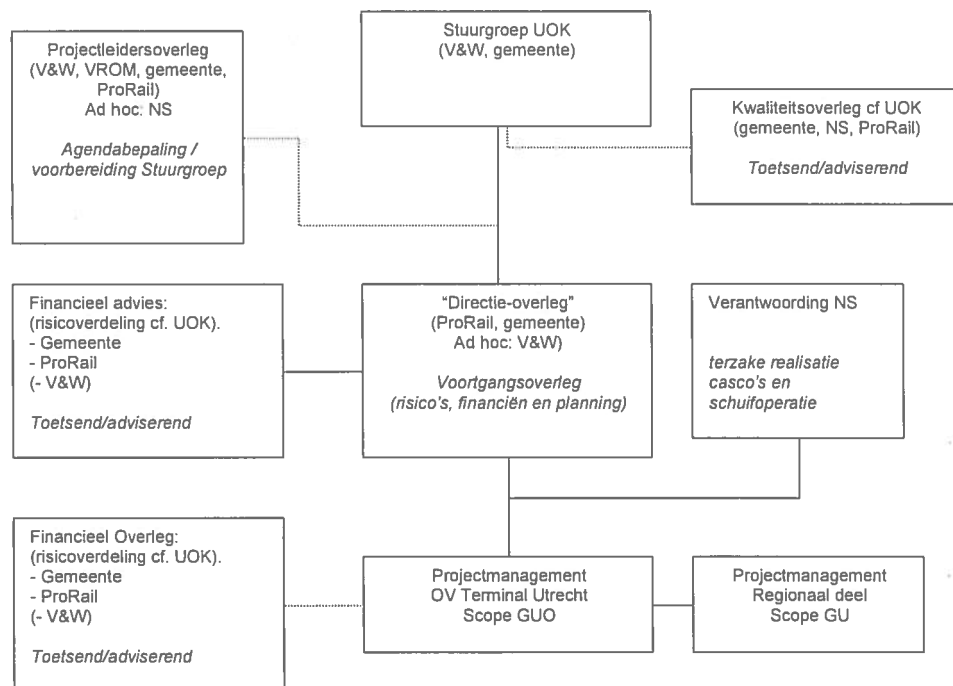 Projectleidersoverleg
(V&W, VROM, gemeente,
ProRail)
Ad hoc: NS
Agendabepaling /
voorbereiding Stuurgroep
Stuurgroep UOK
(V&W, gemeente)
Kwaliteitsoverleg cf UOK
(gemeente, NS, ProRail)
Toetsend/adviserend
Financieel advies:
(risicoverdeling cf. UOK).
- Gemeente
- ProRail
(- V&W)
Toetsend/adviserend
"Directie-overleg"
(ProRail, gemeente)
Ad hoc: V&W)
Voortgangsoverleg
(risico's, financiën en planning)
Verantwoording NS
terzake realisatie
casco's en
schuifoperatie
Financieel Overleg:
(risicoverdeling cf. UOK).
- Gemeente
- ProRail
(- V&W)
Toetsend/adviserend
Projectmanagement
OV Terminal Utrecht
Scope GUO
Projectmanagement
Regionaal deel
Scope GU